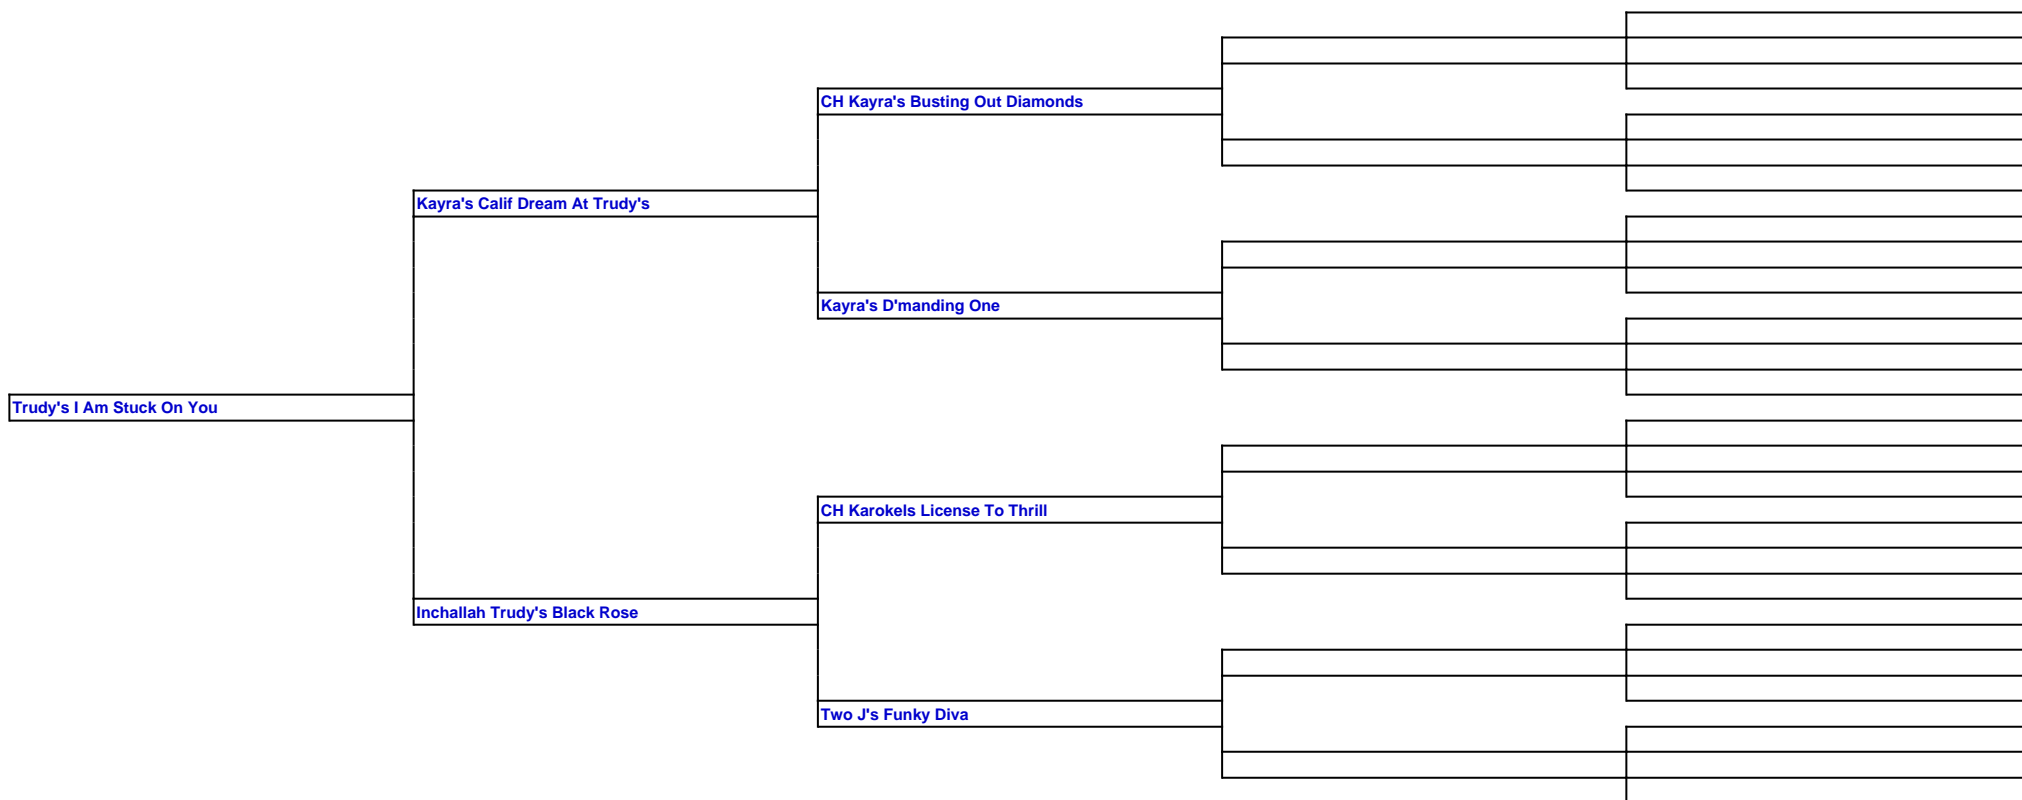 CH Kayra's Busting Out Diamonds
Kayra's Calif Dream At Trudy's
Kayra's D'manding One
Trudy's I Am Stuck On You
CH Karokels License To Thrill
Inchallah Trudy's Black Rose
Two J's Funky Diva